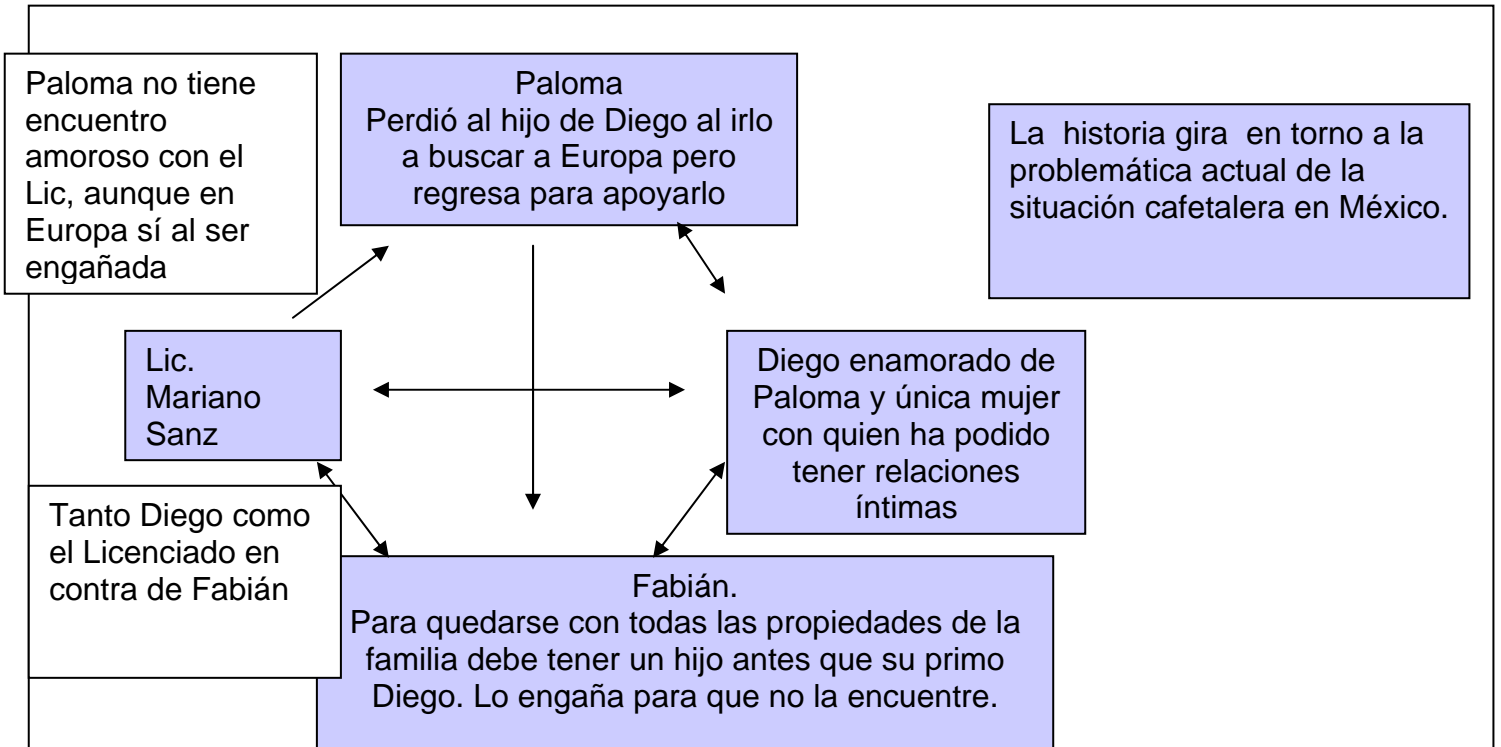 Paloma no tiene
encuentro
amoroso con el
Lic, aunque en
Europa sí al ser
engañada
Paloma
Perdió al hijo de Diego al irlo
a buscar a Europa pero
regresa para apoyarlo
La historia gira en torno a la
problemática actual de la
situación cafetalera en México.
Lic.
Mariano
Sanz
Diego enamorado de
Paloma y única mujer
con quien ha podido
tener relaciones
íntimas
Tanto Diego como
el Licenciado en
contra de Fabián
Fabián.
Para quedarse con todas las propiedades de la
familia debe tener un hijo antes que su primo
Diego. Lo engaña para que no la encuentre.